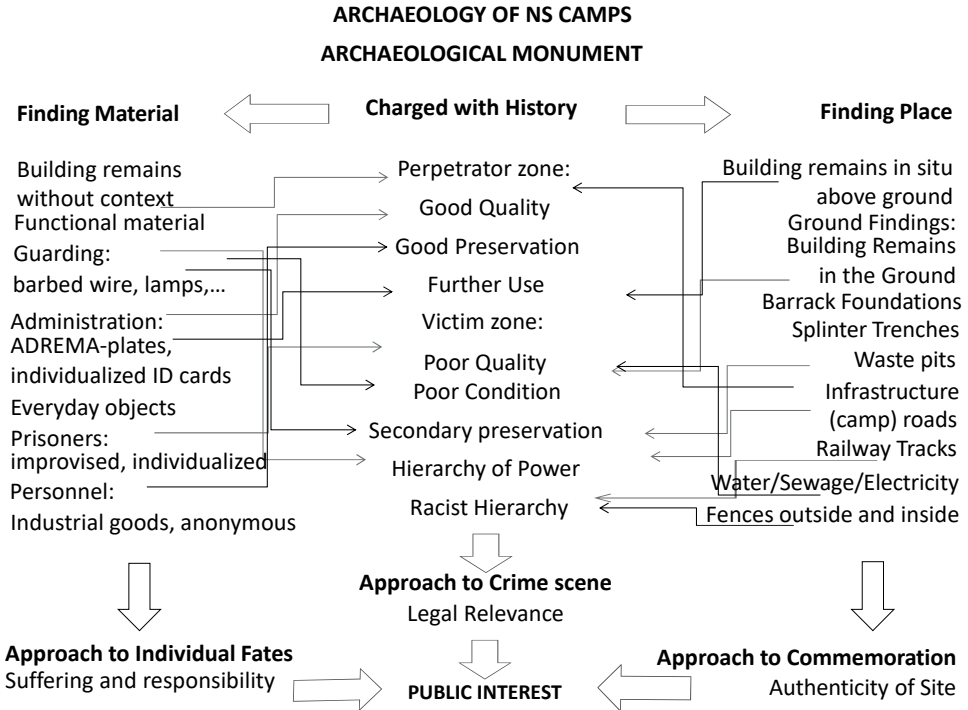 ARCHAEOLOGY OF NS CAMPS
ARCHAEOLOGICAL MONUMENT
Finding Material
Charged with History
Finding Place
Building remains
without context
Functional material
Guarding:
barbed wire, lamps,...
Administration:
ADREMA-plates,
individualized ID cards
Everyday objects
Prisoners:
improvised, individualized
Personnel:
Industrial goods, anonymous
Perpetrator zone:
Good Quality
Good Preservation
Further Use
Victim zone:
Poor Quality
Poor Condition
Secondary preservation
Hierarchy of Power
Racist Hierarchy
Building remains in situ
above ground
Ground Findings:
Building Remains
in the Ground
Barrack Foundations
Splinter Trenches
Waste pits
Infrastructure
(camp) roads
Railway Tracks
Water/Sewage/Electricity
Fences outside and inside
Approach to Crime scene
Legal Relevance
Approach to Individual Fates
Suffering and responsibility
PUBLIC INTEREST
Approach to Commemoration
Authenticity of Site